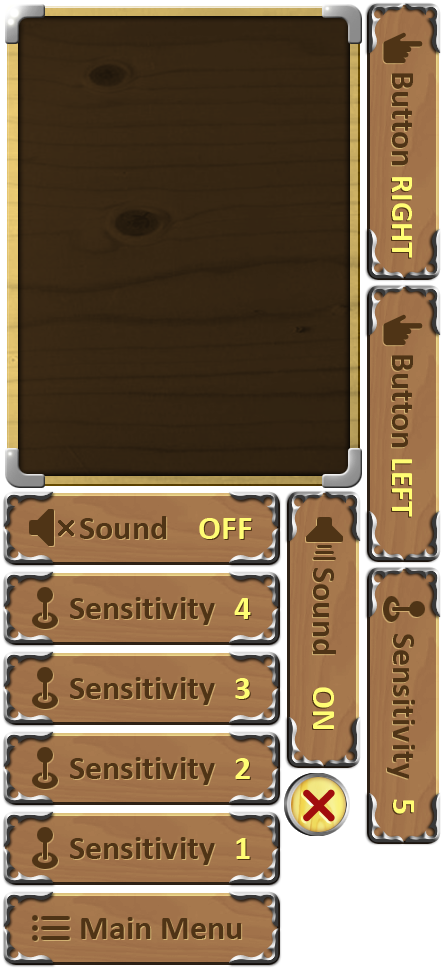 Button RIGHT
Button LEFT
Sound OFF
Sound ON
Sensitivity 4
Sensitivity 5
Sensitivity 3
Sensitivity 2
Sensitivity 1
Main Menu